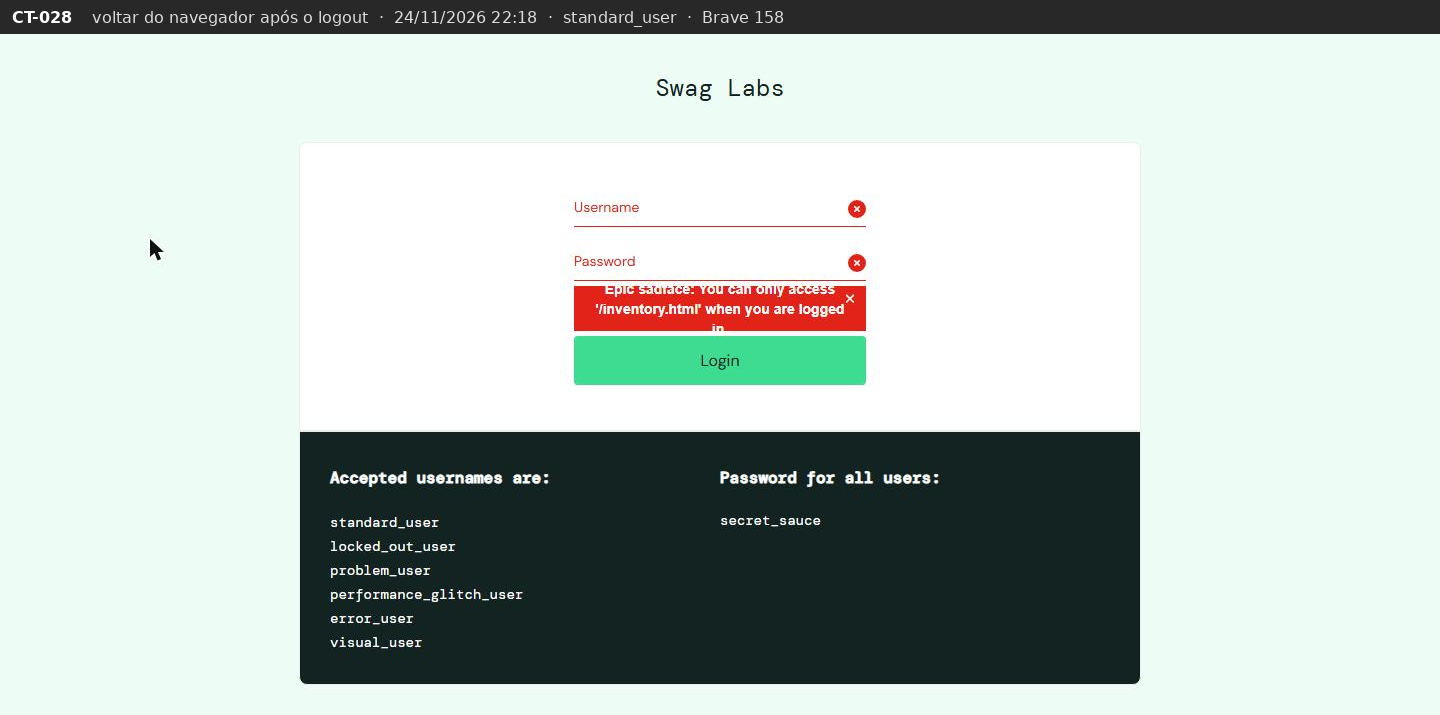 CT-028 voltar do navegador após o logout · 24/11/2026 22:18 · standard_user · Brave 158
Swag Labs
Username
Password
Epic sadface: You can only access
'/inventory.html' when you are logged
in.
Login
Accepted usernames are:
standard_user
locked_out_user
problem_user
performance_glitch_user
error_user
visual_user
Password for all users:
secret_sauce